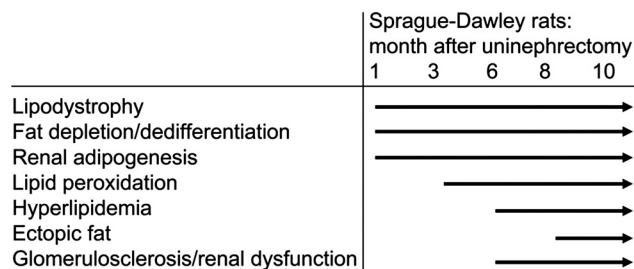 Sprague-Dawley rats:
month after uninephrectomy
1 3 6 8 10
Lipodystrophy
Fat depletion/dedifferentiation
Renal adipogenesis
Lipid peroxidation
Hyperlipidemia
Ectopic fat
Glomerulosclerosis/renal dysfunction